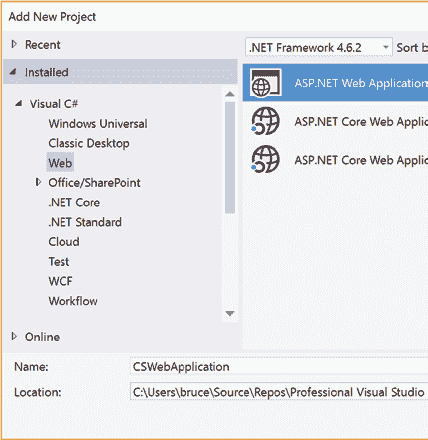 Add New Project
Recent
.NET Framework 4.6.2 Sort b
Installed
Visual C#
Windows Universal
Classic Desktop
Web
Office/SharePoint
.NET Core
.NET Standard
Cloud
Test
WCF
Workflow
ASP.NET Web Application
ASP.NET Core Web Applic
ASP.NET Core Web Applic
Online
Name: CSWebApplication
Location: C:\Users\bruce\Source\Repos\Professional Visual Studio